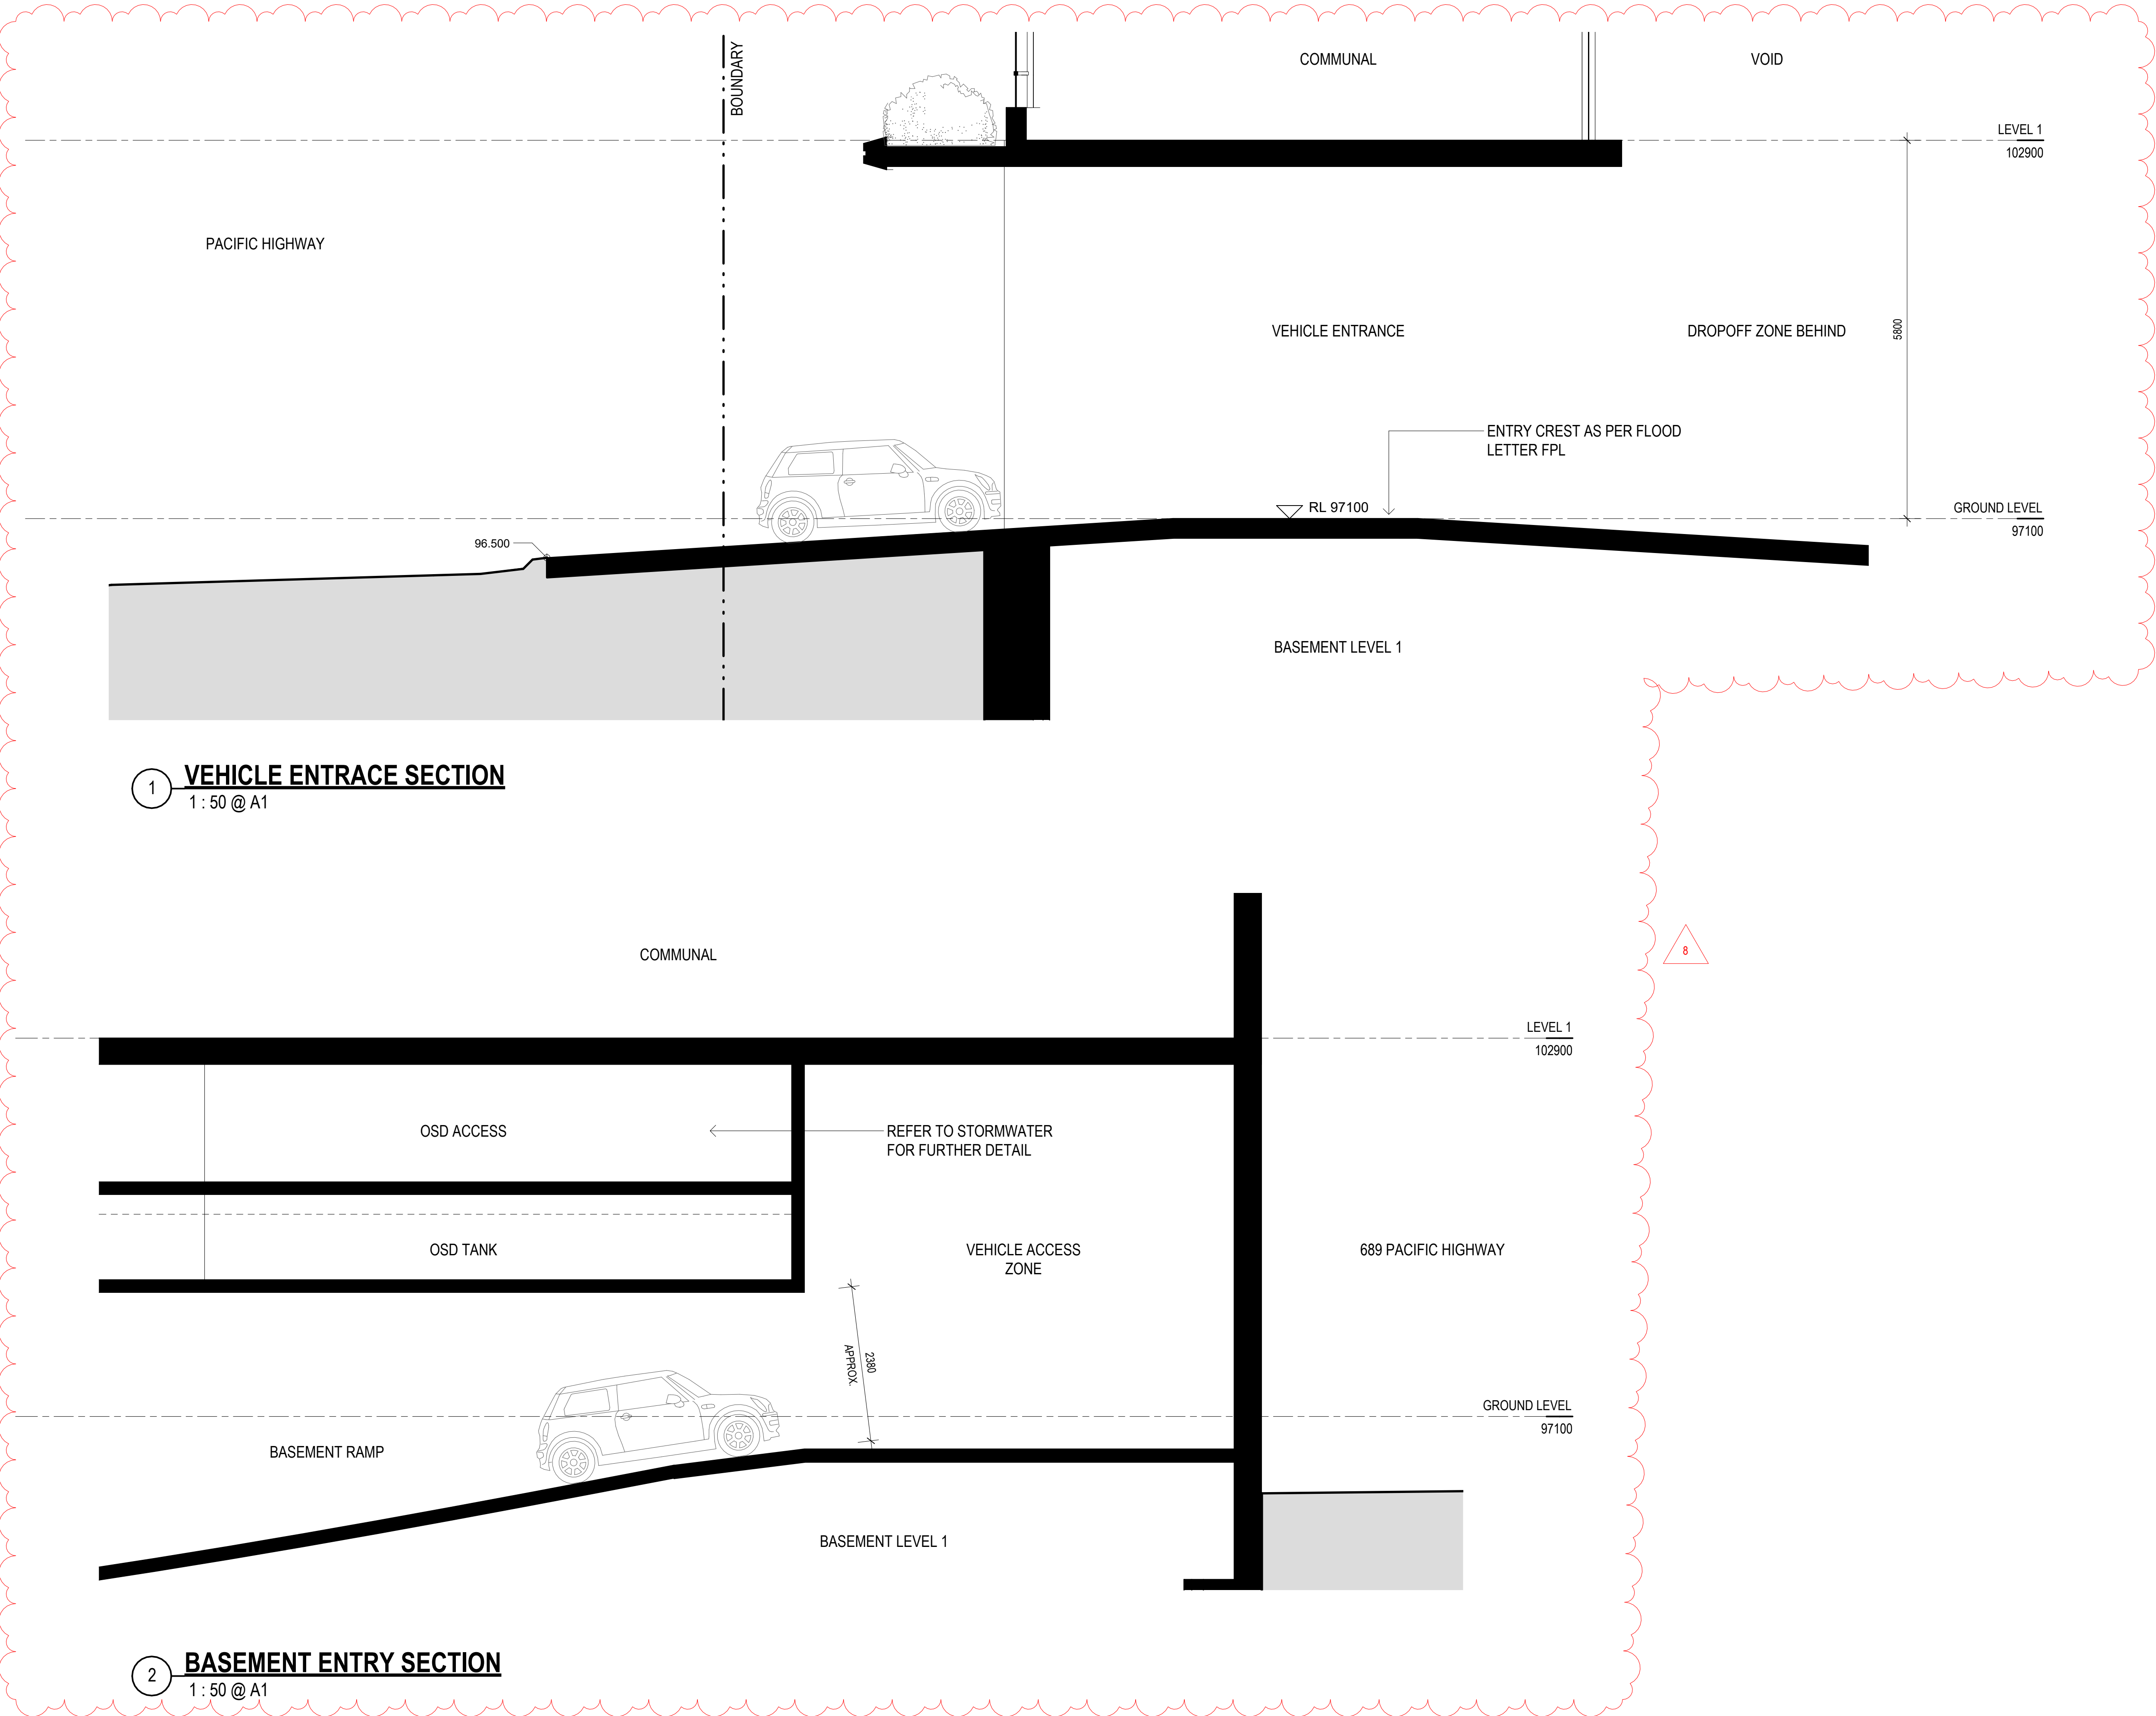 BOUNDARY
COMMUNAL
VOID
LEVEL 1
102900
PACIFIC HIGHWAY
VEHICLE ENTRANCE
DROPOFF ZONE BEHIND
5800
ENTRY CREST AS PER FLOOD
LETTER FPL
RL 97100
GROUND LEVEL
97100
96.500
BASEMENT LEVEL 1
1
VEHICLE ENTRACE SECTION
1 : 50 @ A1
COMMUNAL
8
LEVEL 1
102900
OSD ACCESS
REFER TO STORMWATER
FOR FURTHER DETAIL
OSD TANK
VEHICLE ACCESS
ZONE
689 PACIFIC HIGHWAY
2380
APPROX.
GROUND LEVEL
97100
BASEMENT RAMP
BASEMENT LEVEL 1
2
BASEMENT ENTRY SECTION
1 : 50 @ A1